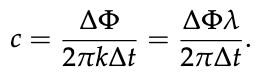 c = ΔΦ / 2πkΔt = ΔΦλ / 2πΔt.